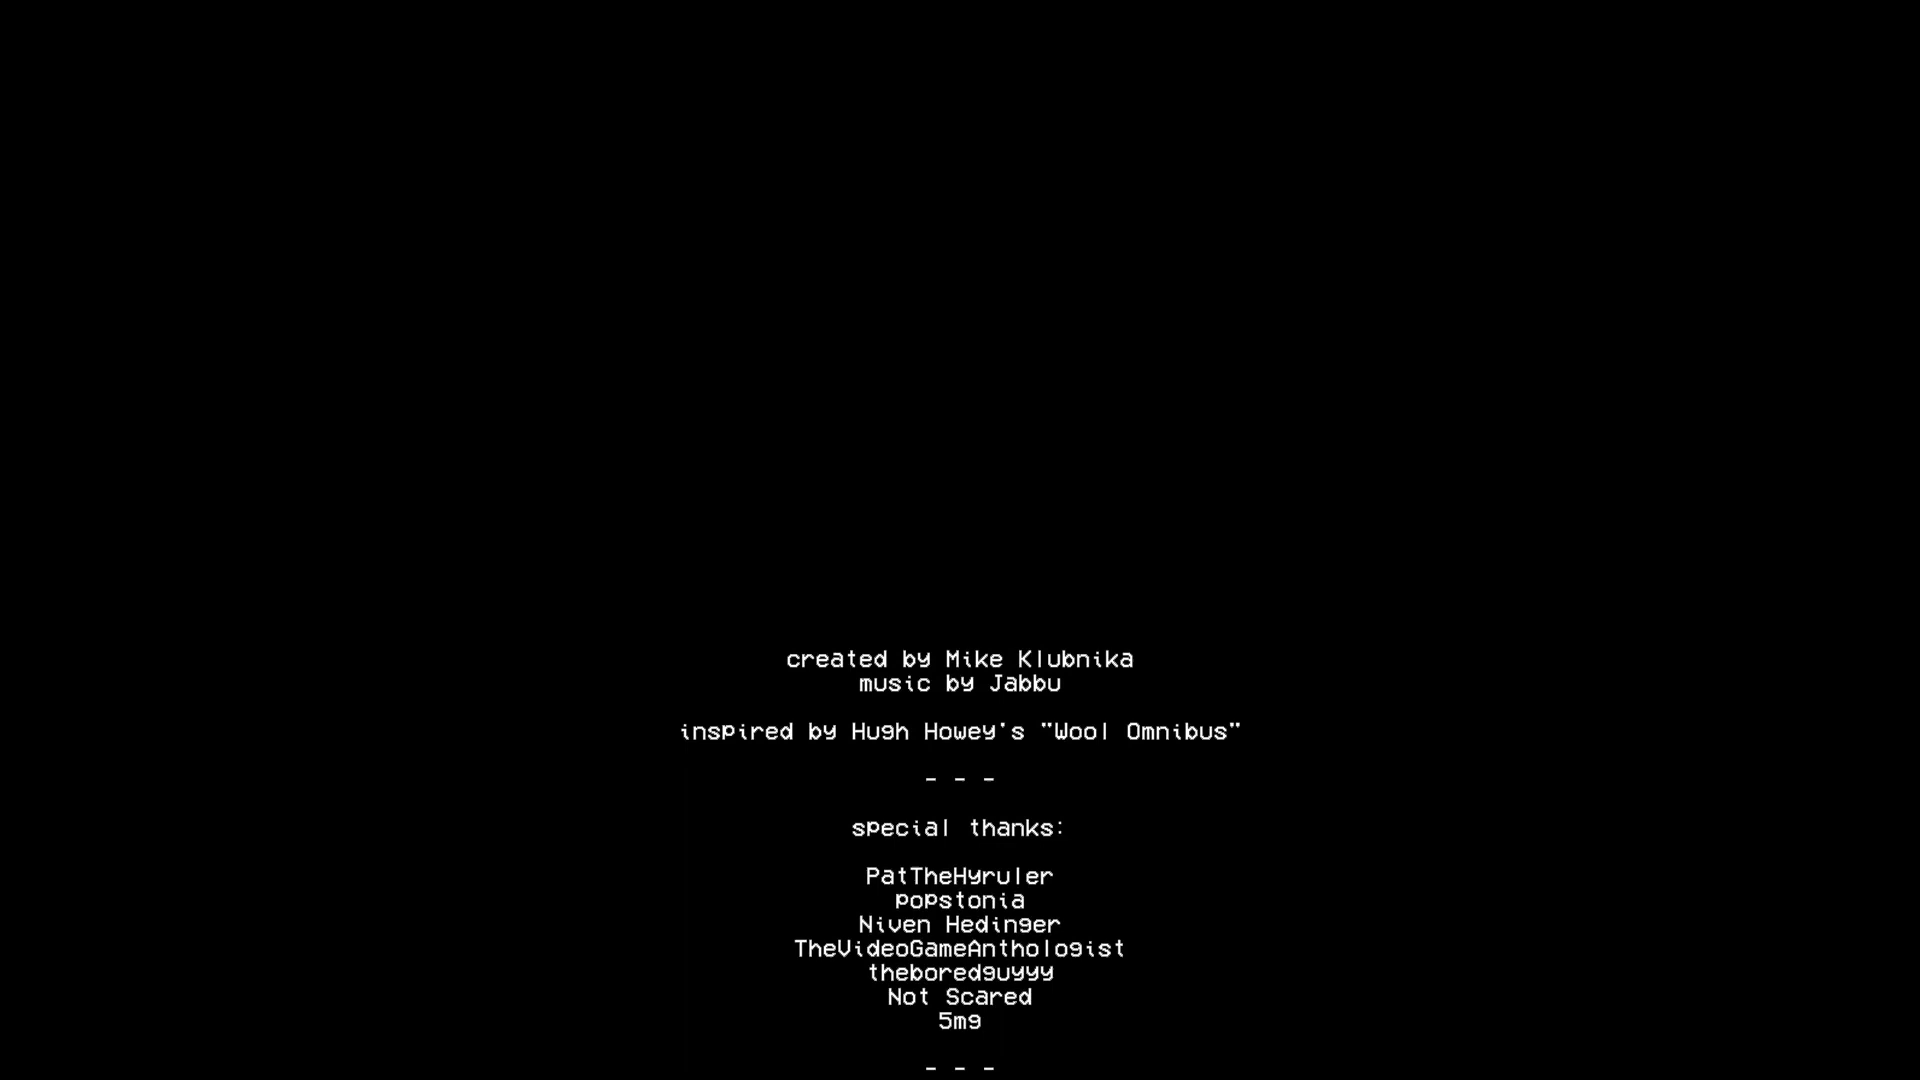 created by Mike Klubnika
music by Jabbu
inspired by Hugh Howey's "Wool Omnibus"
- - -
special thanks:
PatTheHyruler
popstonia
Niven Hedinger
TheVideoGameAnthologist
theboredguyyy
Not Scared
5mg
- - -